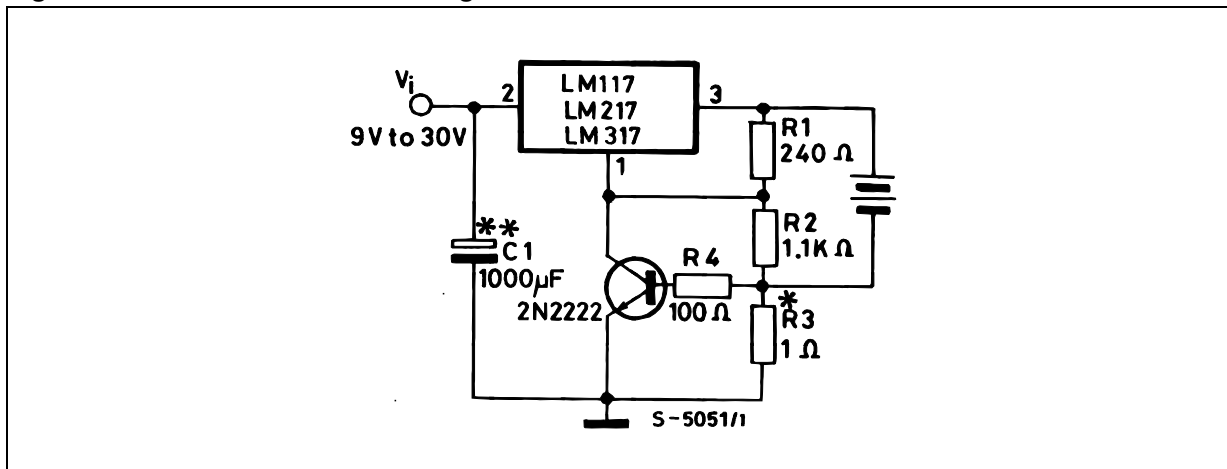 Vi
9V to 30V
2
LM117
LM217
LM317
3
1
R1
240 Ω
R2
1.1K Ω
**
C1
1000µF
2N2222
R4
100Ω
*
R3
1 Ω
S-5051/1